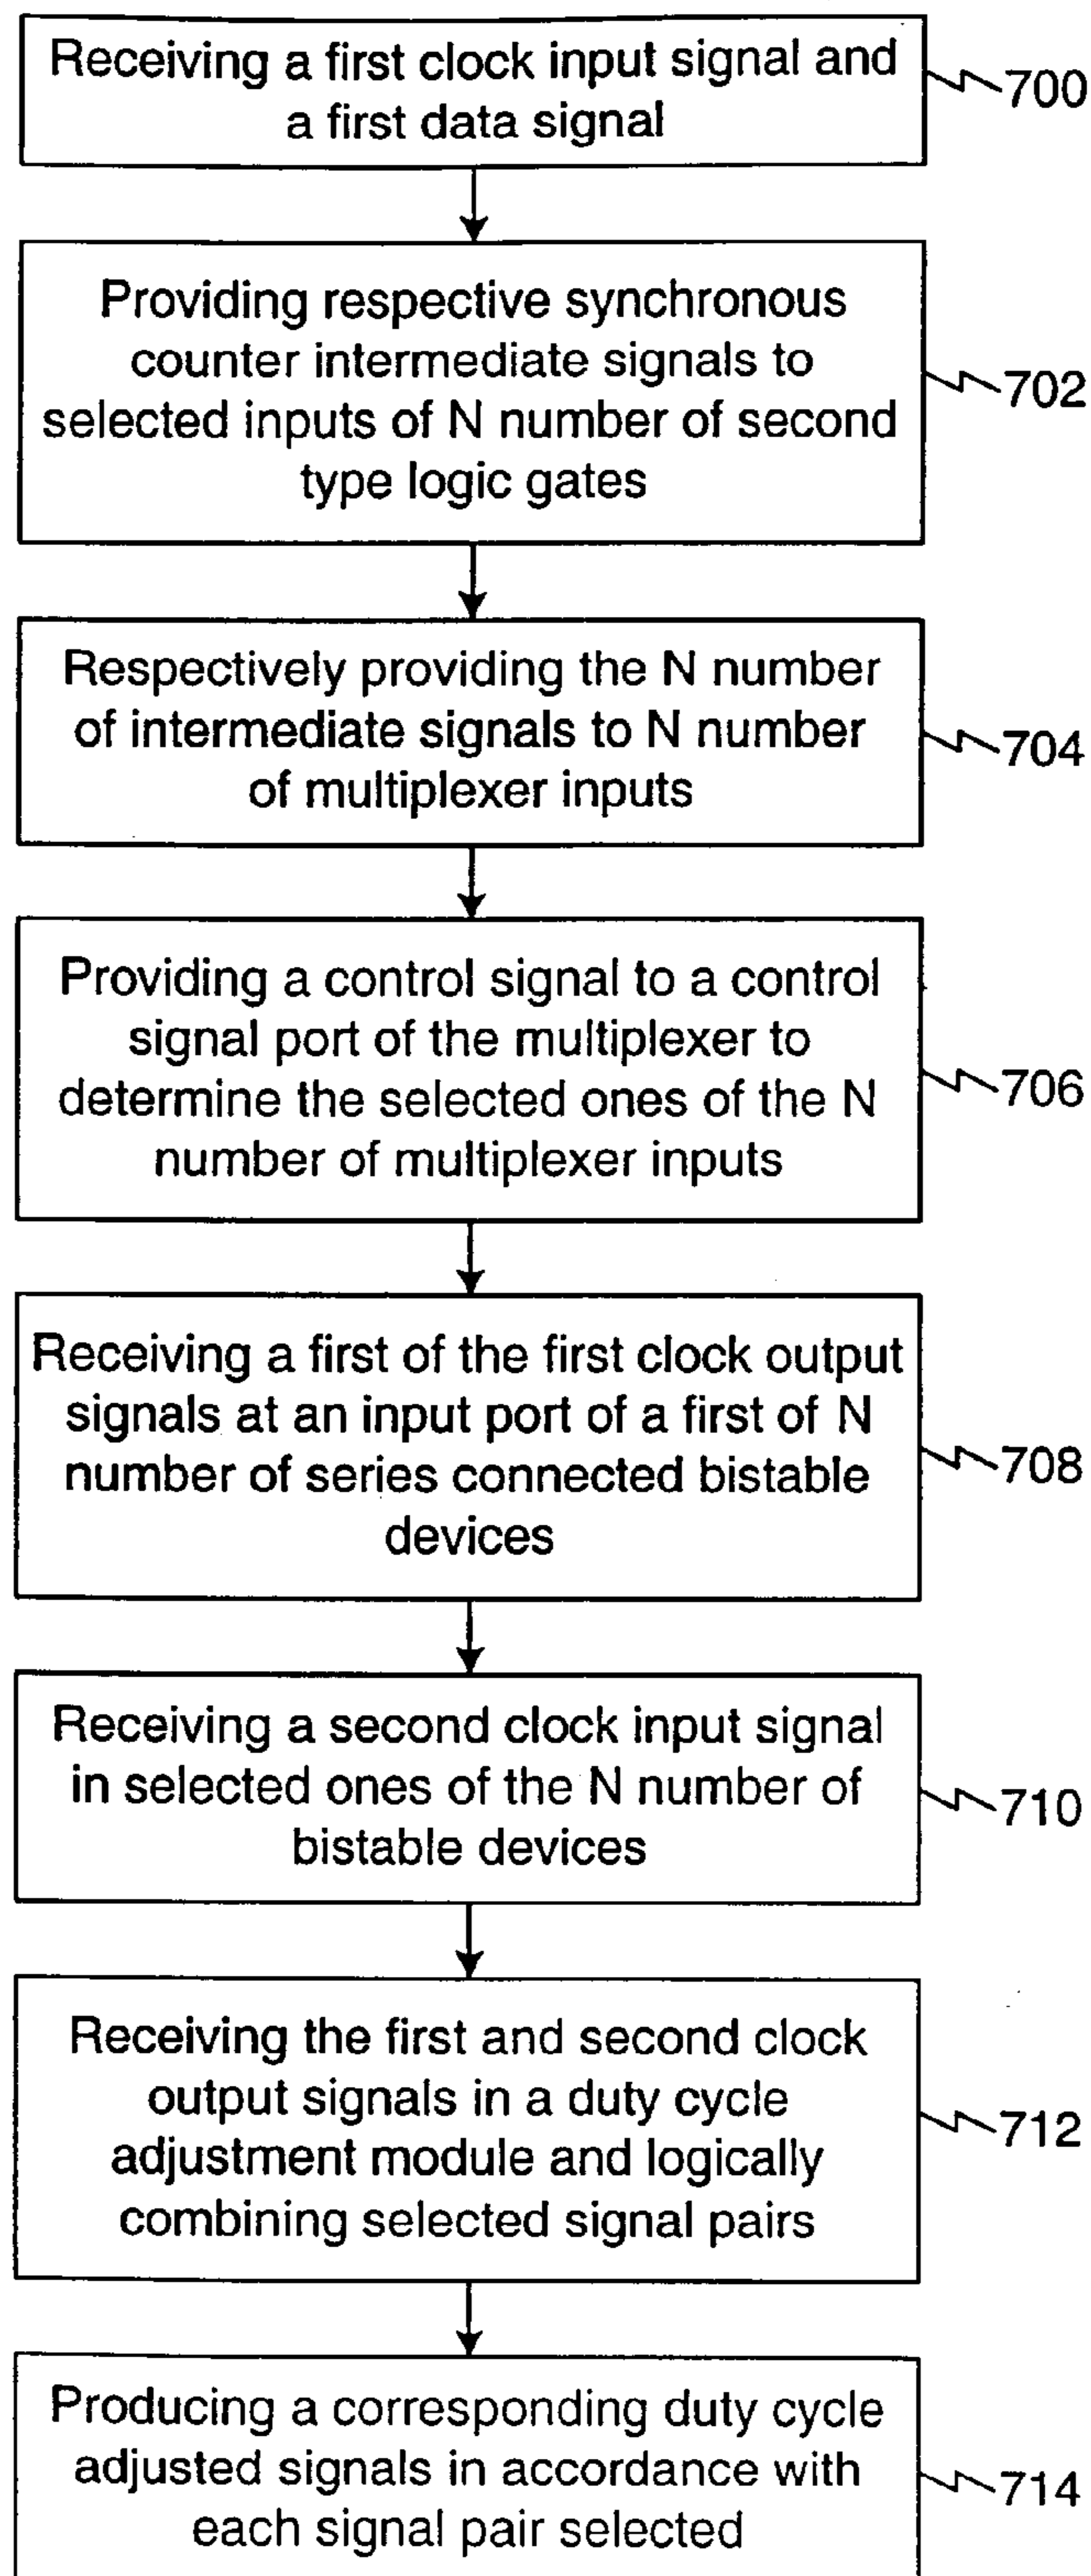 Receiving a first clock input signal and
a first data signal
700
Providing respective synchronous
counter intermediate signals to
selected inputs of N number of second
type logic gates
702
Respectively providing the N number
of intermediate signals to N number
of multiplexer inputs
704
Providing a control signal to a control
signal port of the multiplexer to
determine the selected ones of the N
number of multiplexer inputs
706
Receiving a first of the first clock output
signals at an input port of a first of N
number of series connected bistable
devices
708
Receiving a second clock input signal
in selected ones of the N number of
bistable devices
710
Receiving the first and second clock
output signals in a duty cycle
adjustment module and logically
combining selected signal pairs
712
Producing a corresponding duty cycle
adjusted signals in accordance with
each signal pair selected
714